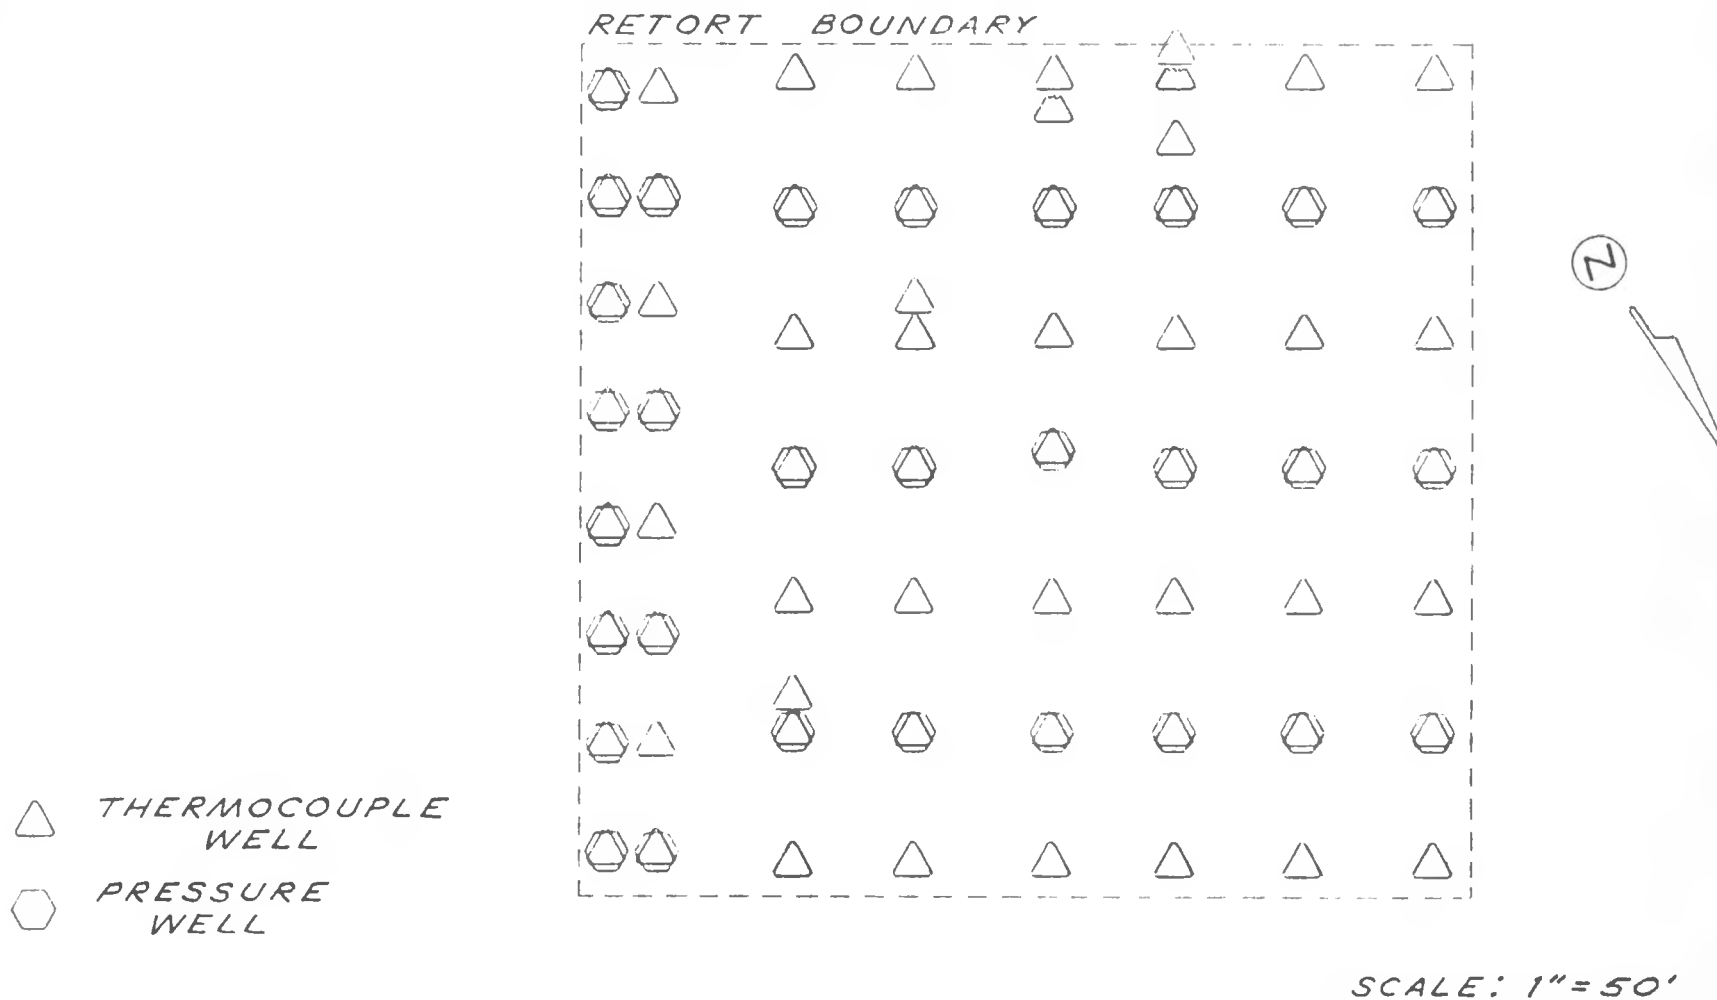 RETORT BOUNDARY
N
THERMOCOUPLE
WELL
PRESSURE
WELL
SCALE: 1"=50'